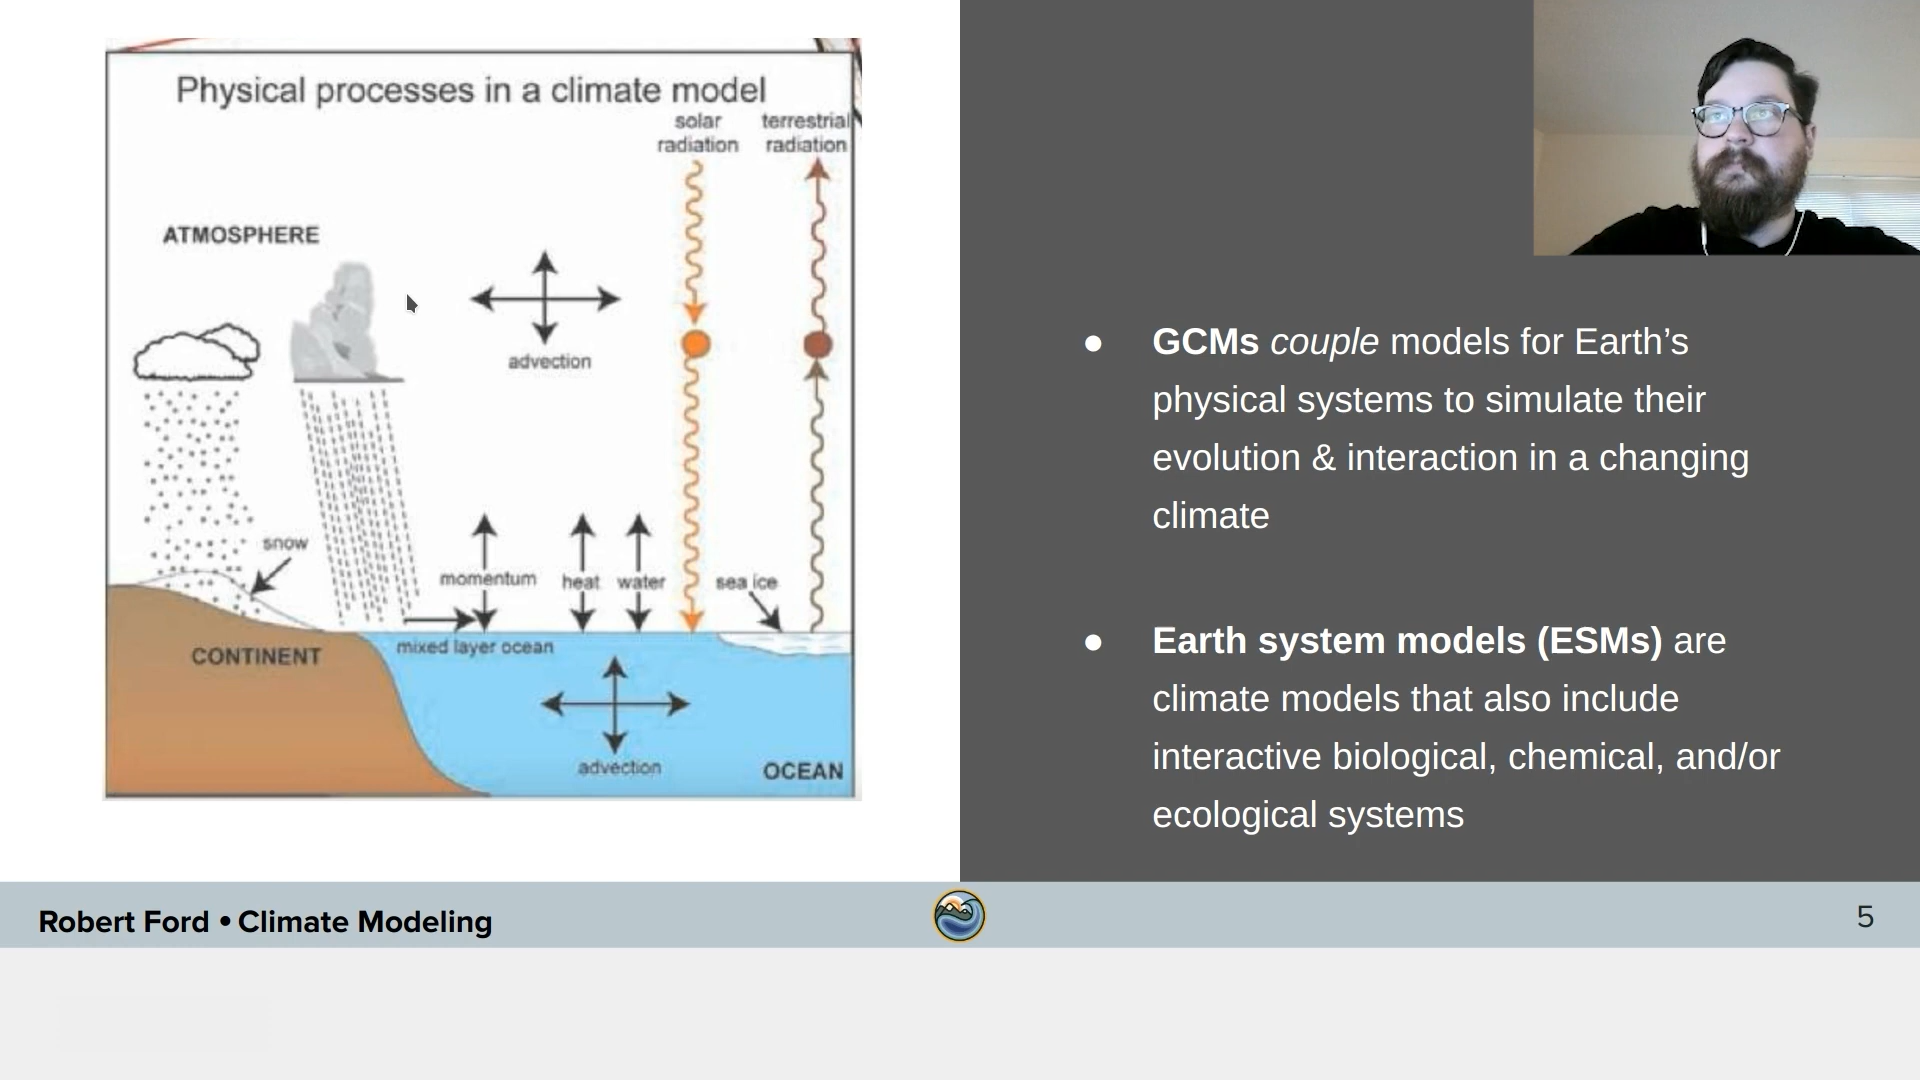 Physical processes in a climate model
solar radiation
terrestrial radiation
ATMOSPHERE
advection
snow
momentum
heat
water
sea ice
CONTINENT
mixed layer ocean
advection
OCEAN
● GCMs couple models for Earth’s
physical systems to simulate their
evolution & interaction in a changing
climate
● Earth system models (ESMs) are
climate models that also include
interactive biological, chemical, and/or
ecological systems
Robert Ford • Climate Modeling
5